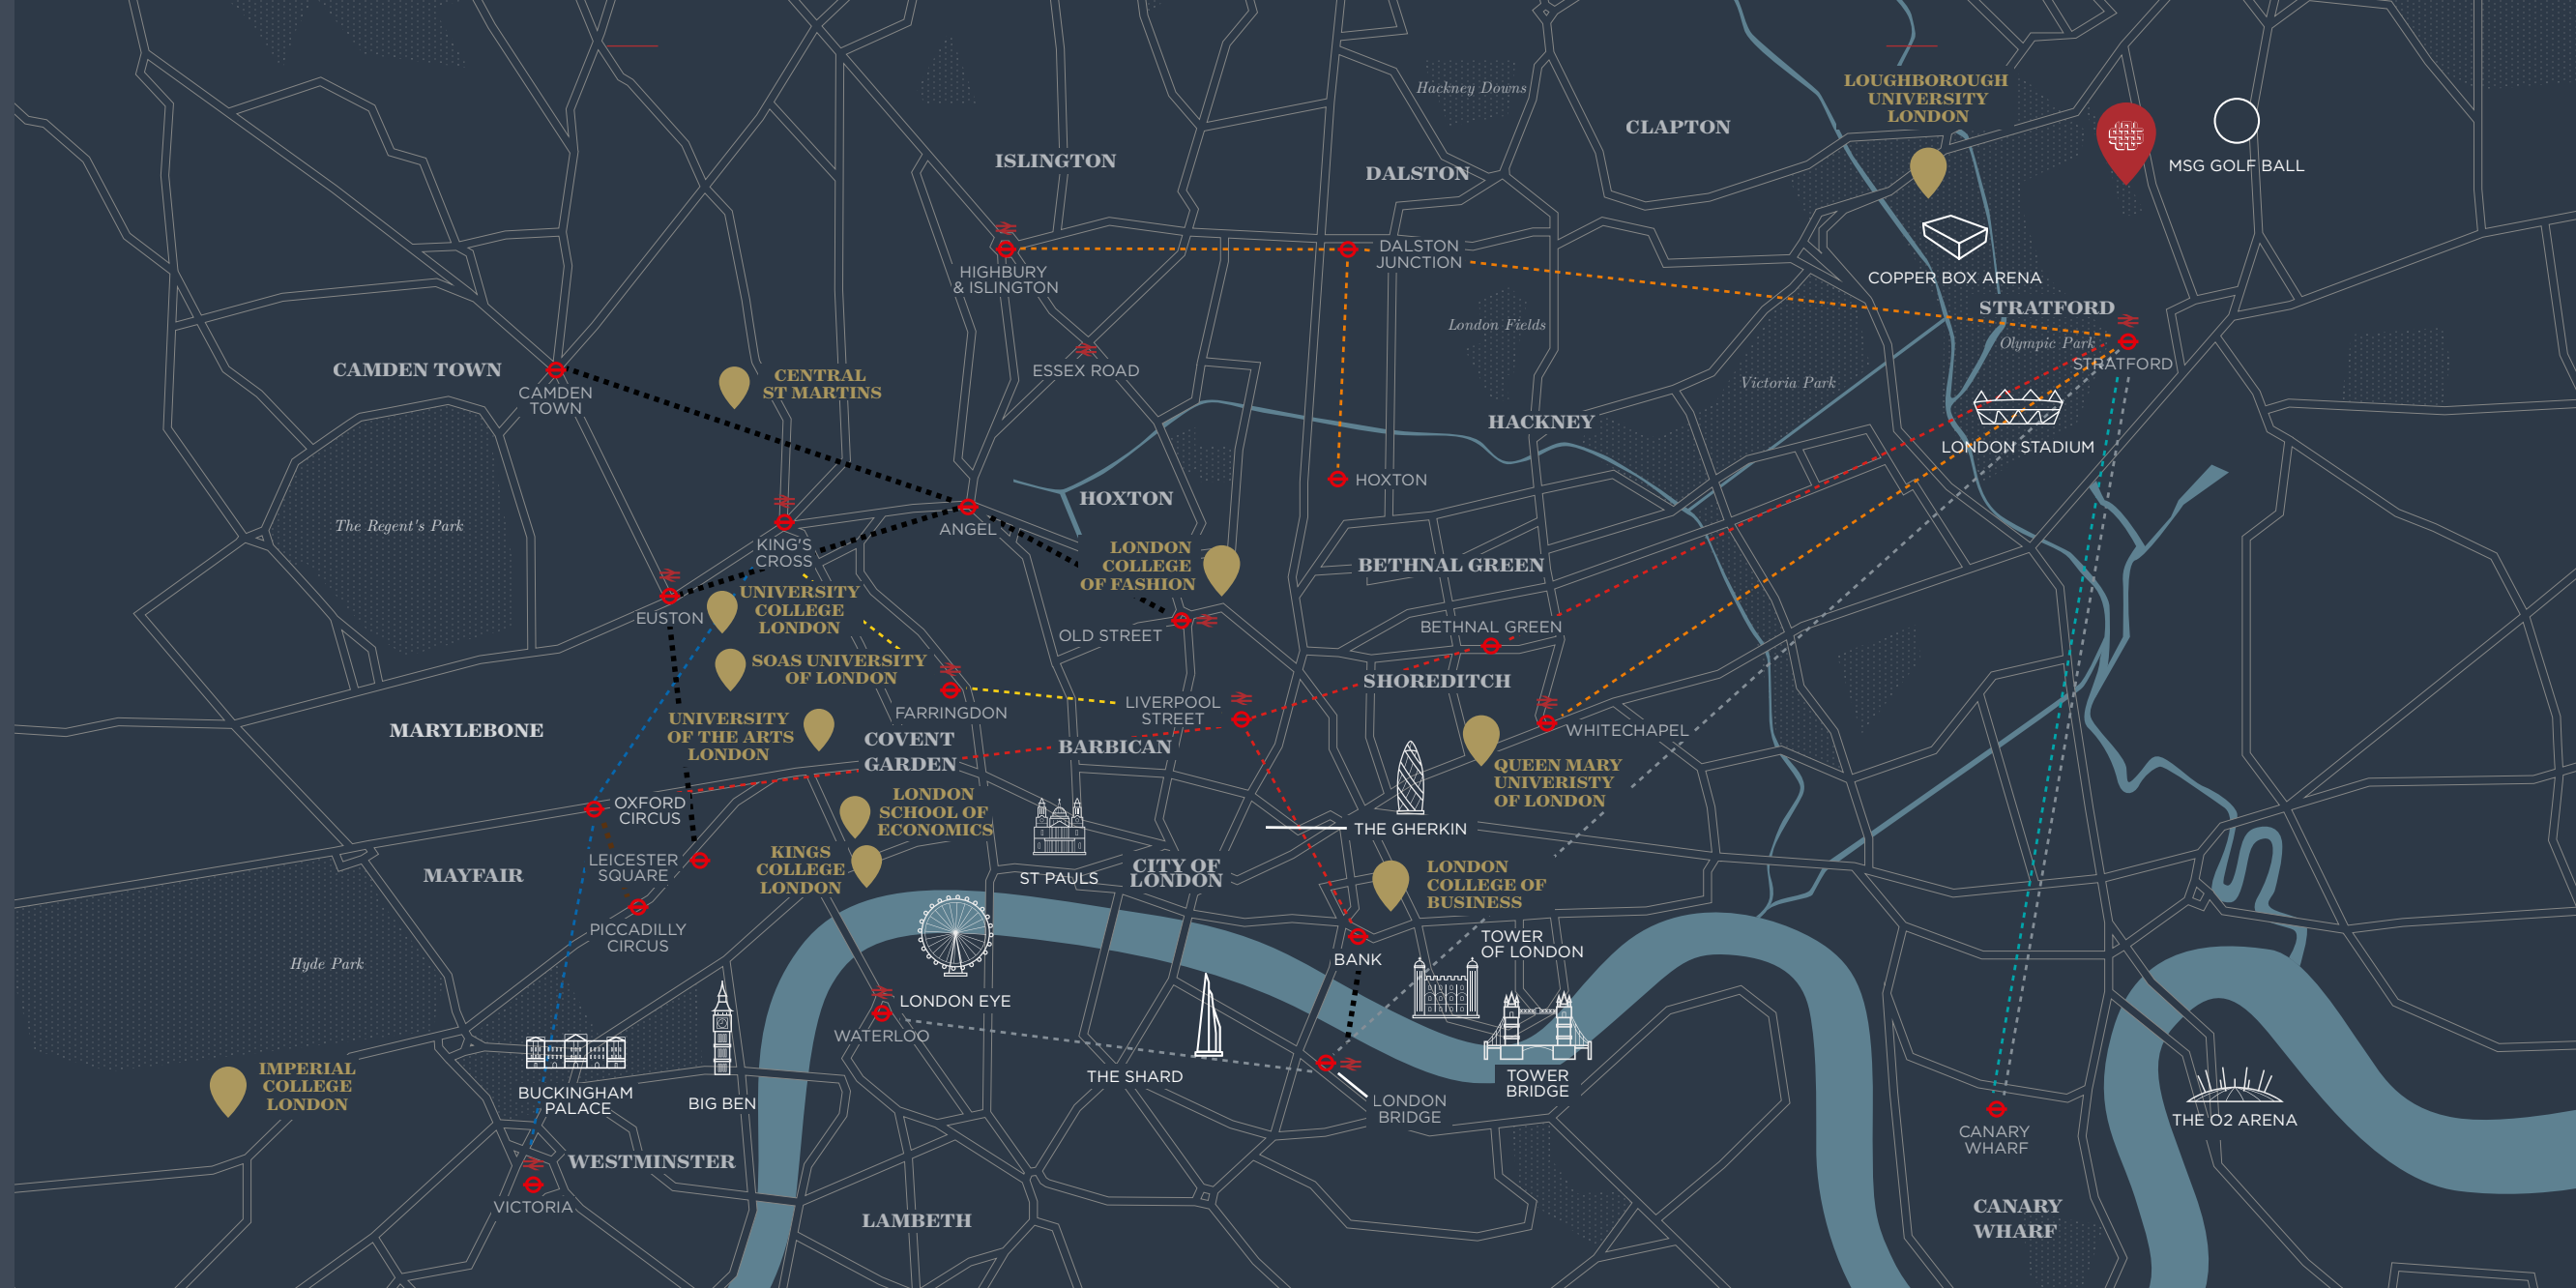 Hackney Downs
LOUGHBOROUGH
UNIVERSITY
LONDON
CLAPTON
ISLINGTON
DALSTON
MSG GOLF BALL
HIGHBURY
& ISLINGTON
DALSTON
JUNCTION
COPPER BOX ARENA
STRATFORD
London Fields
Olympic Park
STRATFORD
CAMDEN TOWN
CAMDEN
TOWN
CENTRAL
ST MARTINS
ESSEX ROAD
Victoria Park
HACKNEY
LONDON STADIUM
HOXTON
HOXTON
The Regent's Park
ANGEL
KING'S
CROSS
LONDON
COLLEGE
OF FASHION
BETHNAL GREEN
EUSTON
UNIVERSITY
COLLEGE
LONDON
OLD STREET
BETHNAL GREEN
SOAS UNIVERSITY
OF LONDON
SHOREDITCH
FARRINGDON
LIVERPOOL
STREET
MARYLEBONE
UNIVERSITY
OF THE ARTS
LONDON
COVENT
GARDEN
BARBICAN
WHITECHAPEL
QUEEN MARY
UNIVERISTY
OF LONDON
OXFORD
CIRCUS
LONDON
SCHOOL OF
ECONOMICS
THE GHERKIN
LEICESTER
SQUARE
KINGS
COLLEGE
LONDON
MAYFAIR
ST PAULS
CITY OF
LONDON
LONDON
COLLEGE OF
BUSINESS
PICCADILLY
CIRCUS
TOWER
OF LONDON
BANK
Hyde Park
LONDON EYE
WATERLOO
THE SHARD
TOWER
BRIDGE
IMPERIAL
COLLEGE
LONDON
BUCKINGHAM
PALACE
BIG BEN
LONDON
BRIDGE
THE O2 ARENA
CANARY
WHARF
WESTMINSTER
VICTORIA
LAMBETH
CANARY
WHARF